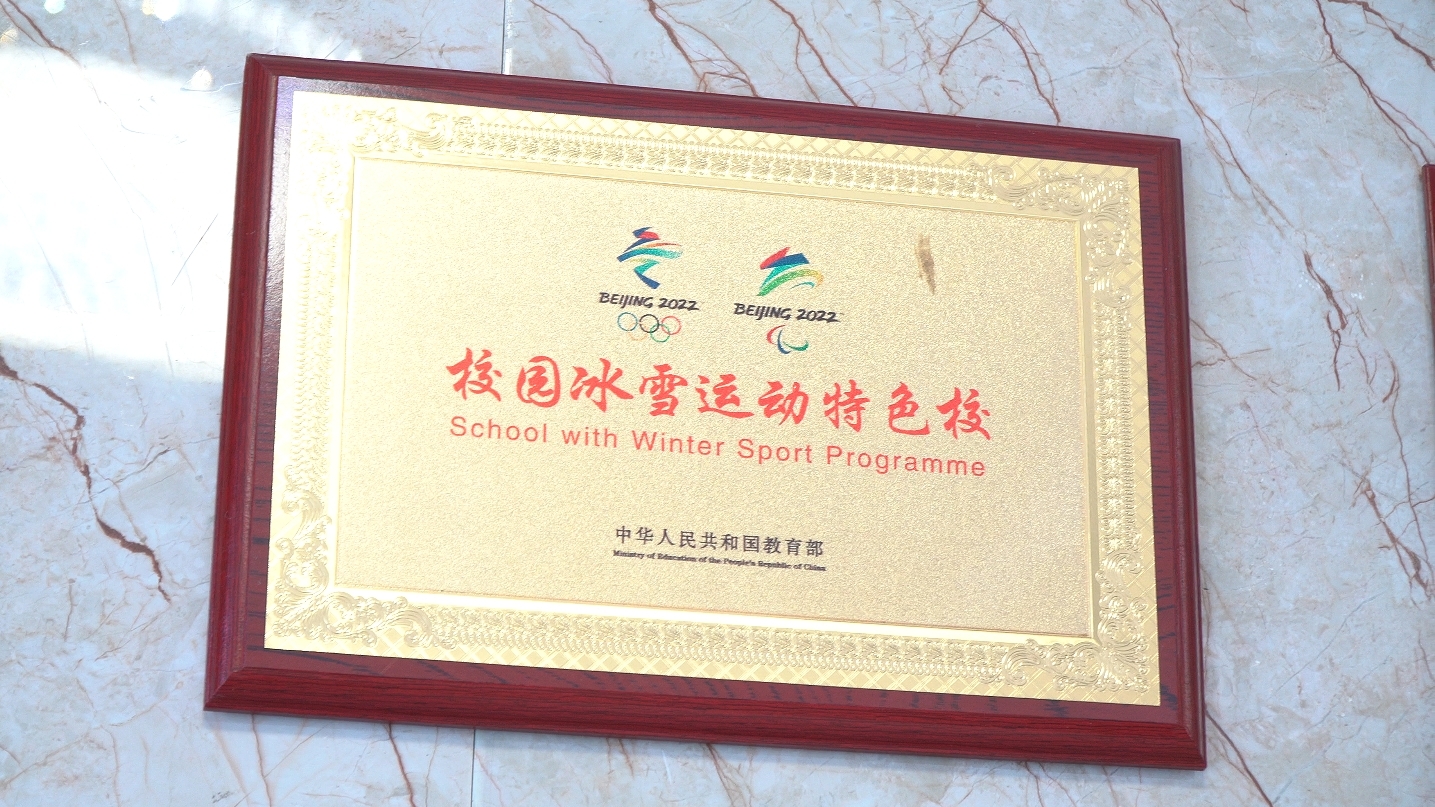 BEIJING 2022
BEIJING 2022
校园冰雪运动特色校
School with Winter Sport Programme
中华人民共和国教育部
Ministry of Education of the People's Republic of China